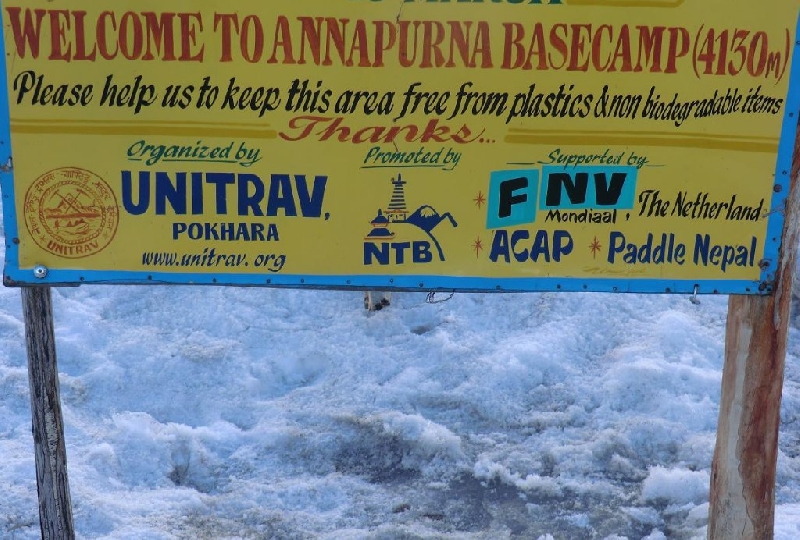 WELCOME TO ANNAPURNA BASECAMP (4130M)
Please help us to keep this area free from plastics & non biodegradable items
Thanks...
Organized by
UNITRAV,
POKHARA
www.unitrav.org
UNITRAV
Promoted by
NTB
Supported by
FNV
Mondiaal, The Netherland
* ACAP * Paddle Nepal